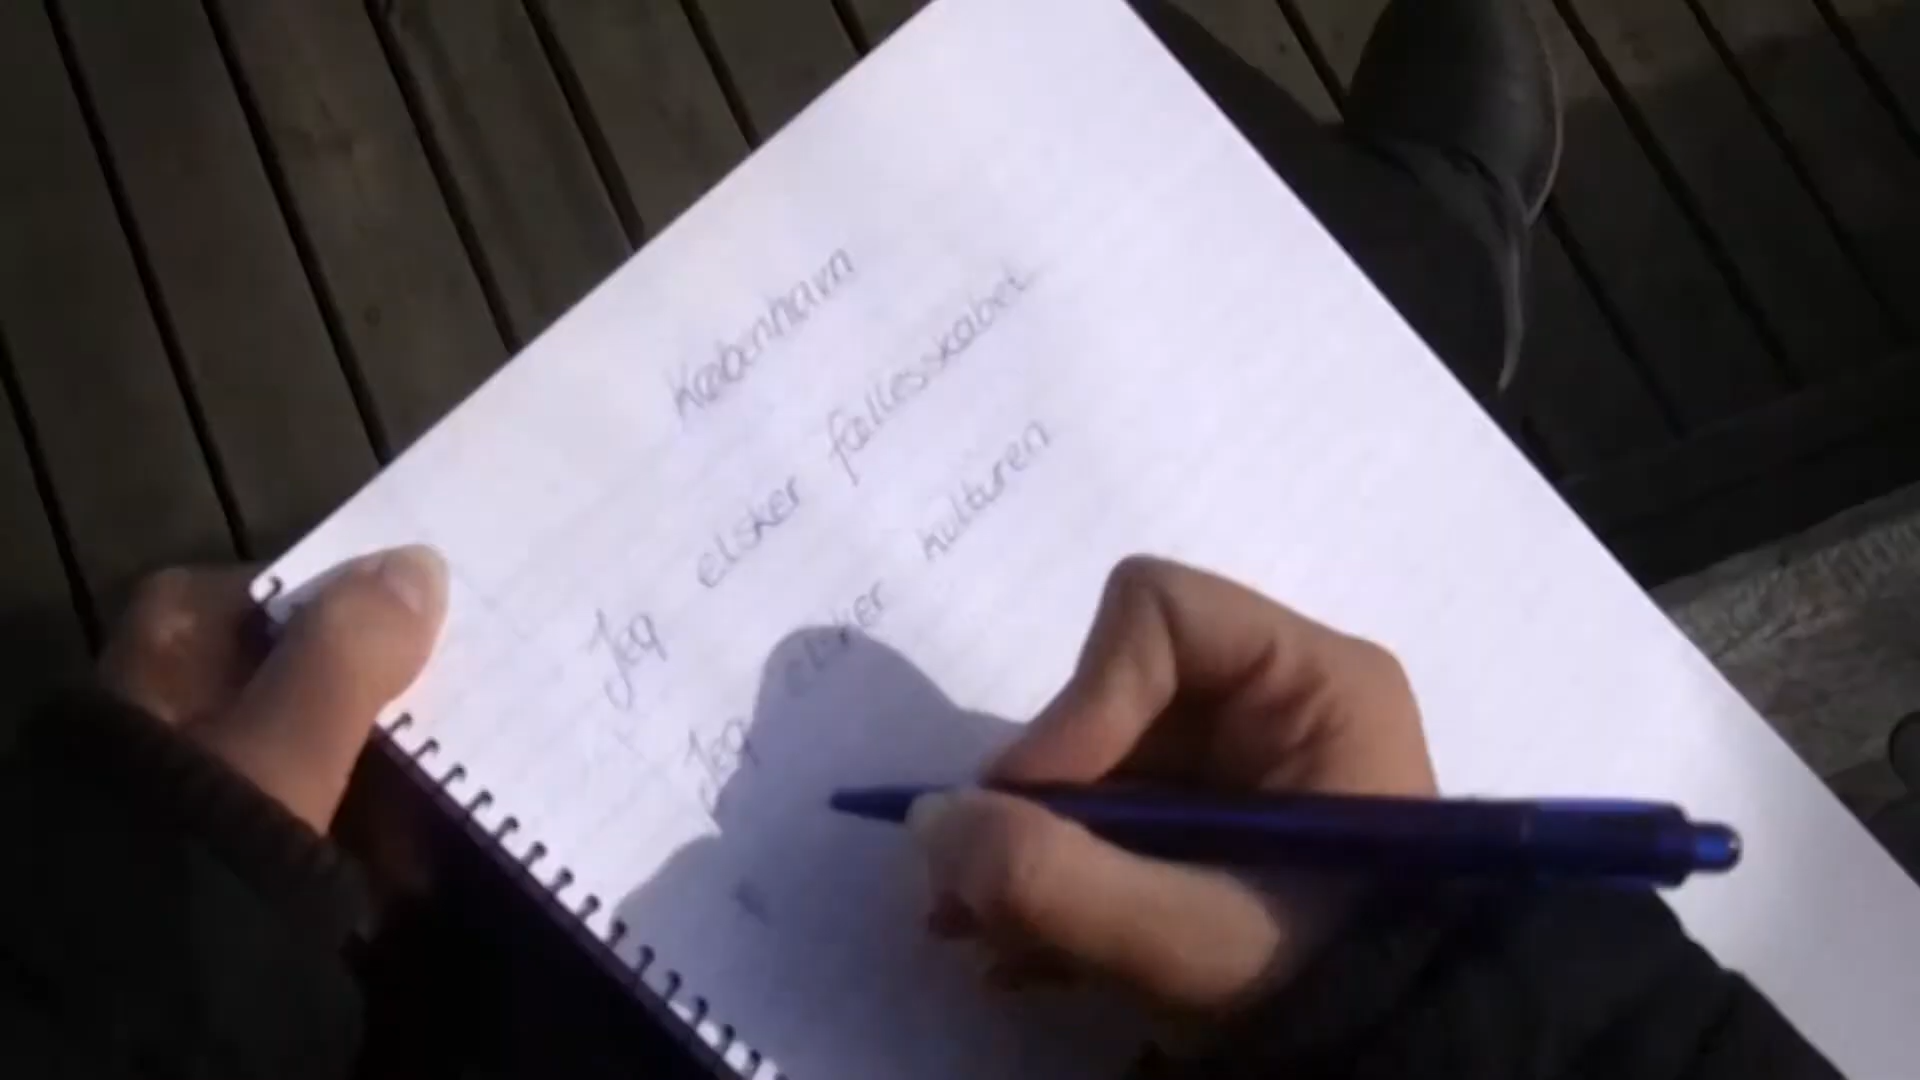 København
Jeg elsker fællesskabet
Jeg elsker kulturen